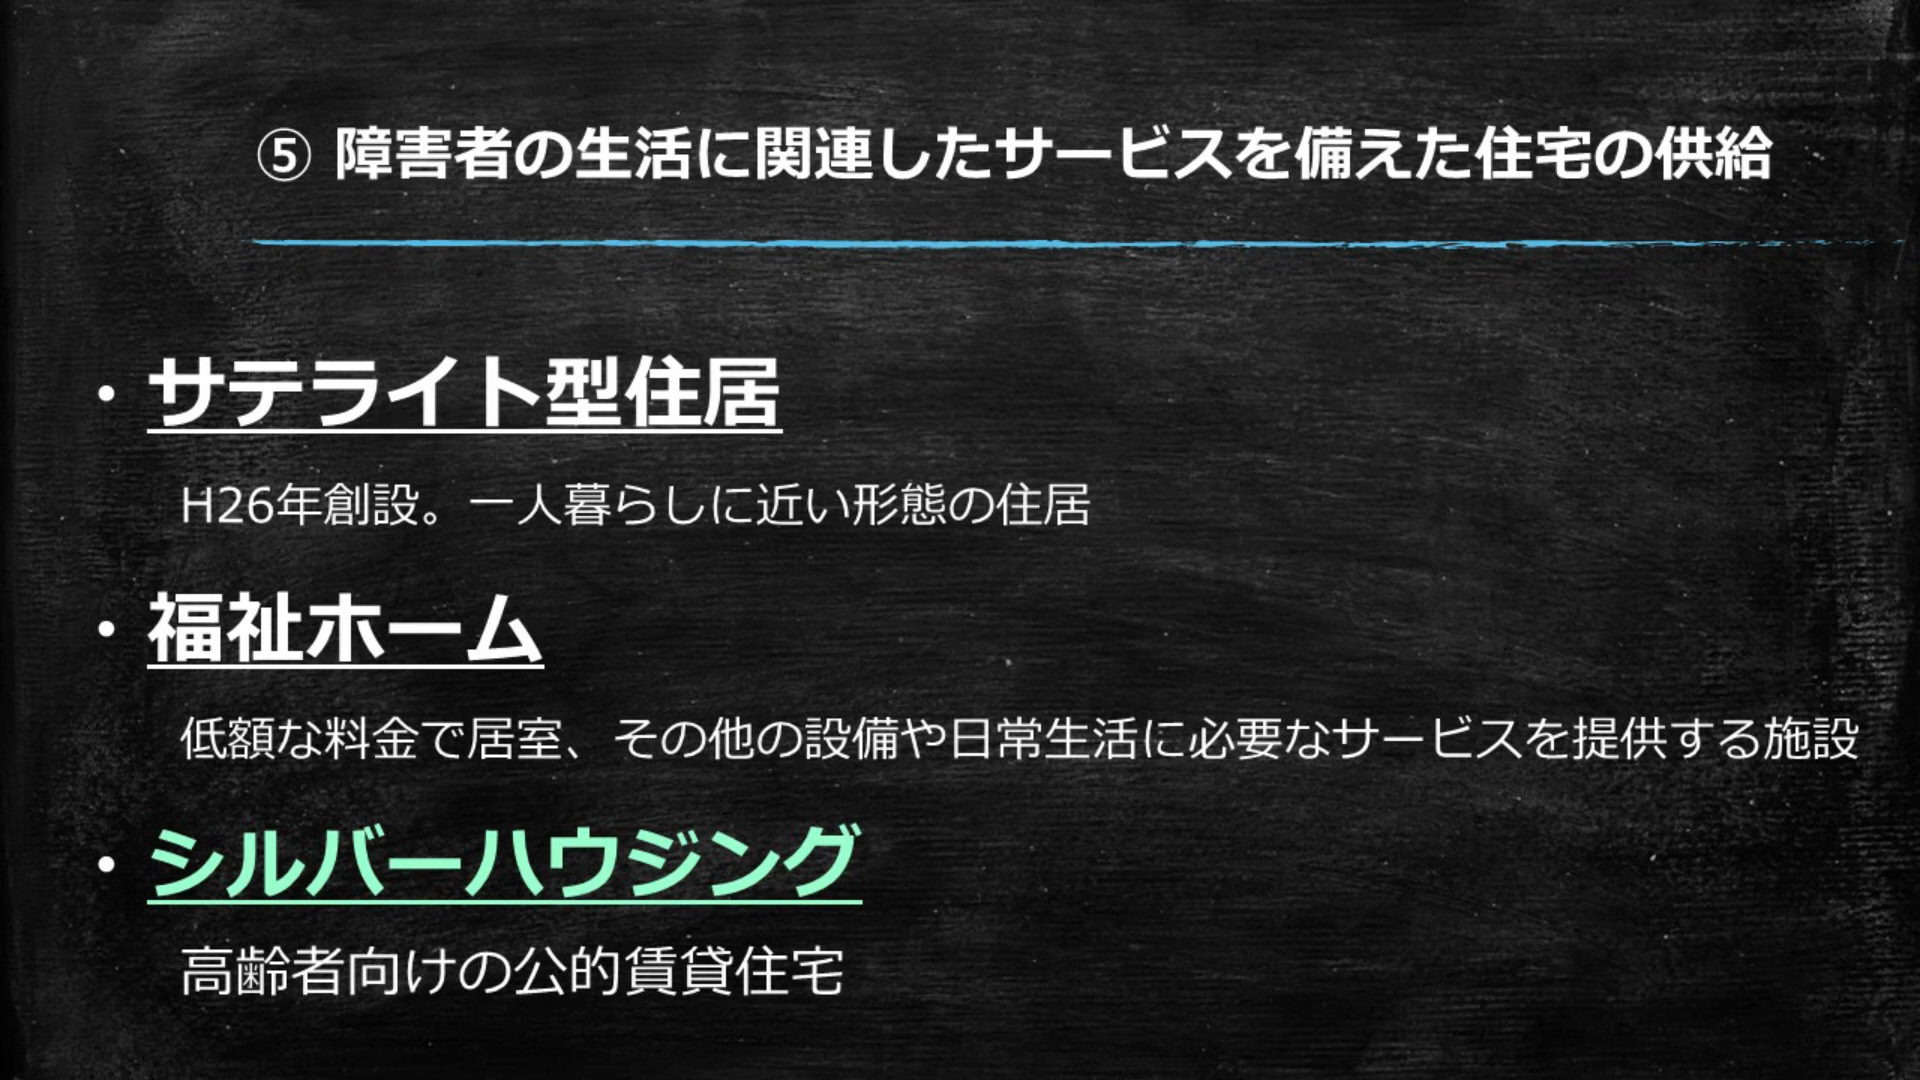 ⑤ 障害者の生活に関連したサービスを備えた住宅の供給
・サテライト型住居
H26年創設。一人暮らしに近い形態の住居
・福祉ホーム
低額な料金で居室、その他の設備や日常生活に必要なサービスを提供する施設
・シルバーハウジング
高齢者向けの公的賃貸住宅